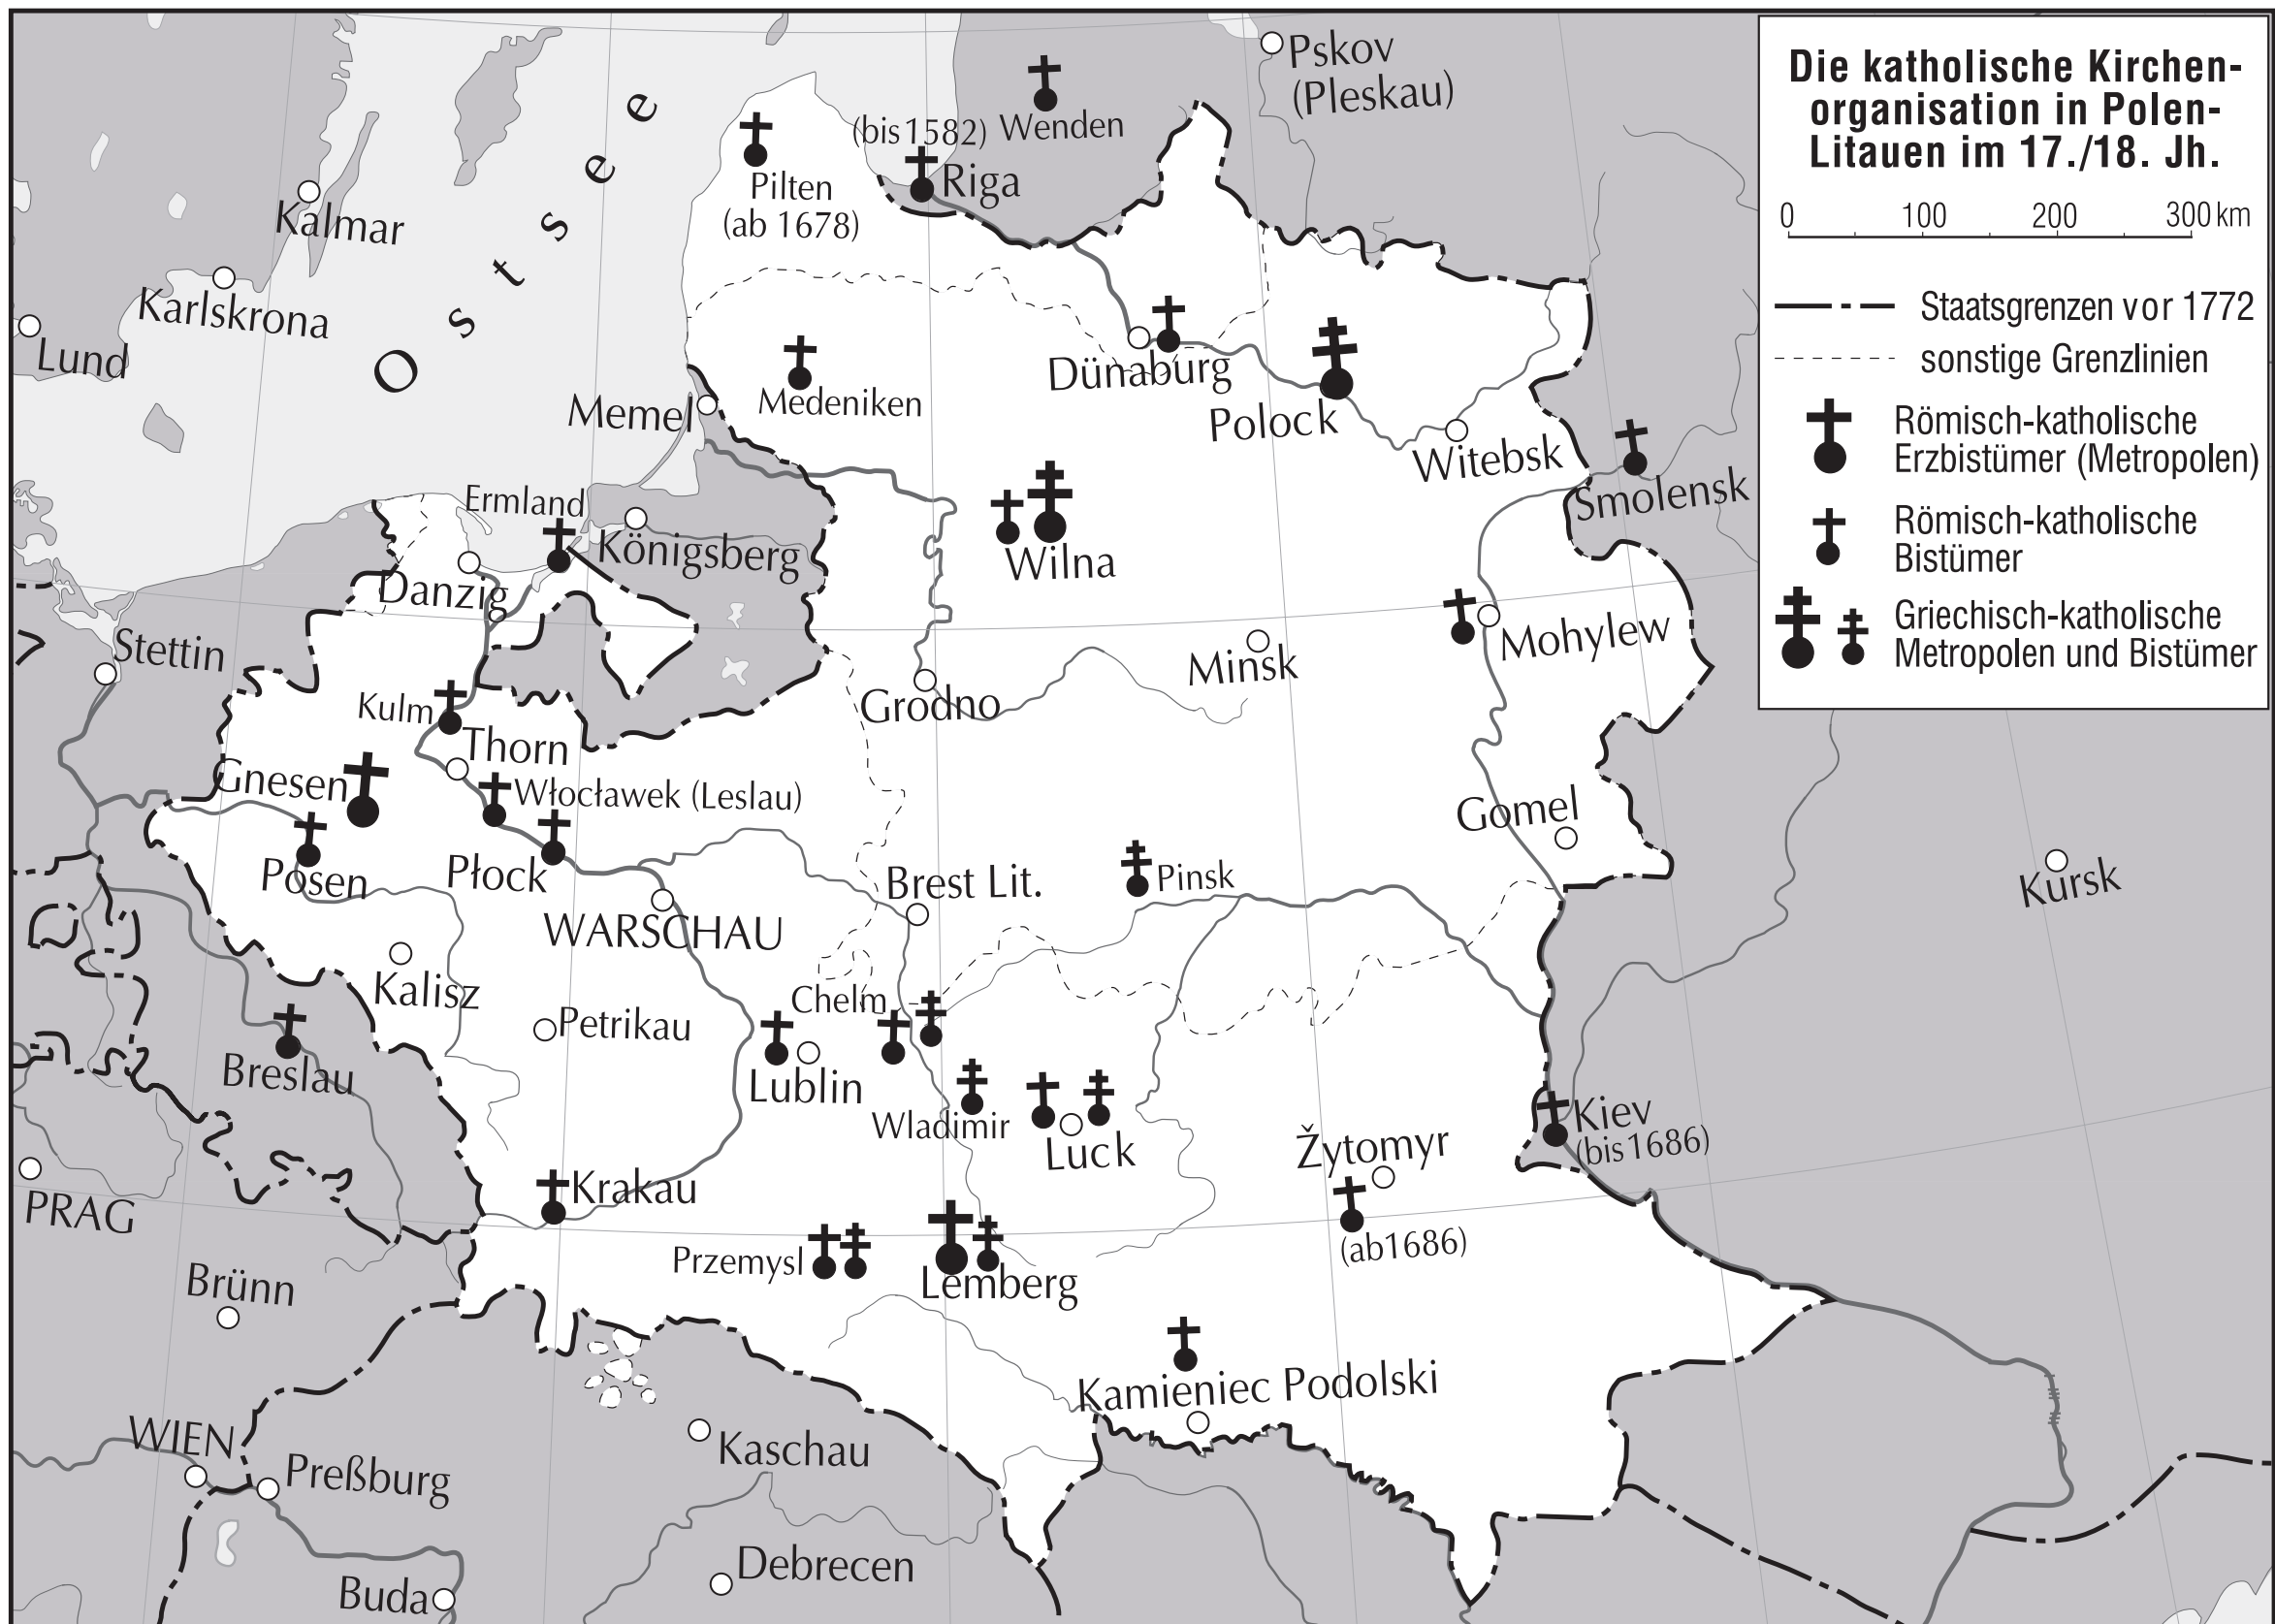 Die katholische Kirchen-
organisation in Polen-
Litauen im 17./18. Jh.
0 100 200 300 km
Staatsgrenzen vor 1772
sonstige Grenzlinien
Römisch-katholische
Erzbistümer (Metropolen)
Römisch-katholische
Bistümer
Griechisch-katholische
Metropolen und Bistümer
Pskov
(Pleskau)
(bis 1582) Wenden
Riga
Pilten
(ab 1678)
Kalmar
Karlskrona
Lund
Ostsee
Dünaburg
Medeniken
Memel
Polock
Witebsk
Smolensk
Ermland
Königsberg
Danzig
Wilna
Mohylew
Stettin
Minsk
Grodno
Kulm
Thorn
Gnesen
Włocławek (Leslau)
Gomel
Posen
Płock
Brest Lit.
Pinsk
Kursk
WARSCHAU
Kalisz
Chelm
Petrikau
Breslau
Lublin
Wladimir
Luck
Kiev
(bis 1686)
Žytomyr
(ab 1686)
PRAG
Krakau
Przemysl
Lemberg
Brünn
Kamieniec Podolski
WIEN
Preßburg
Kaschau
Debrecen
Buda